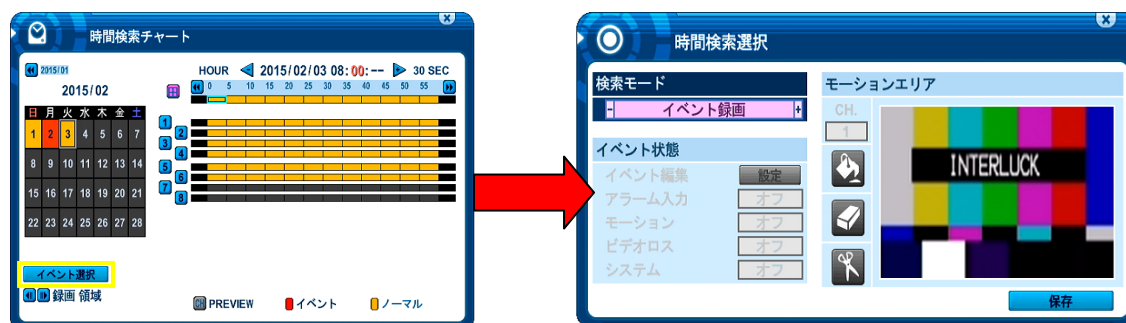 時間検索チャート
2015/01
HOUR 2015/02/03 08:00:-- 30 SEC
2015/02
0 5 10 15 20 25 30 35 40 45 50 55
日 月 火 水 木 金 土
1 2 3 4 5 6 7
8 9 10 11 12 13 14
15 16 17 18 19 20 21
22 23 24 25 26 27 28
1
2
3
4
5
6
7
8
イベント選択
録画 領域
CH PREVIEW イベント ノーマル
時間検索選択
検索モード
- イベント録画 +
イベント状態
イベント編集 設定
アラーム入力 オフ
モーション オフ
ビデオロス オフ
システム オフ
モーションエリア
CH.
1
INTERLUCK
保存